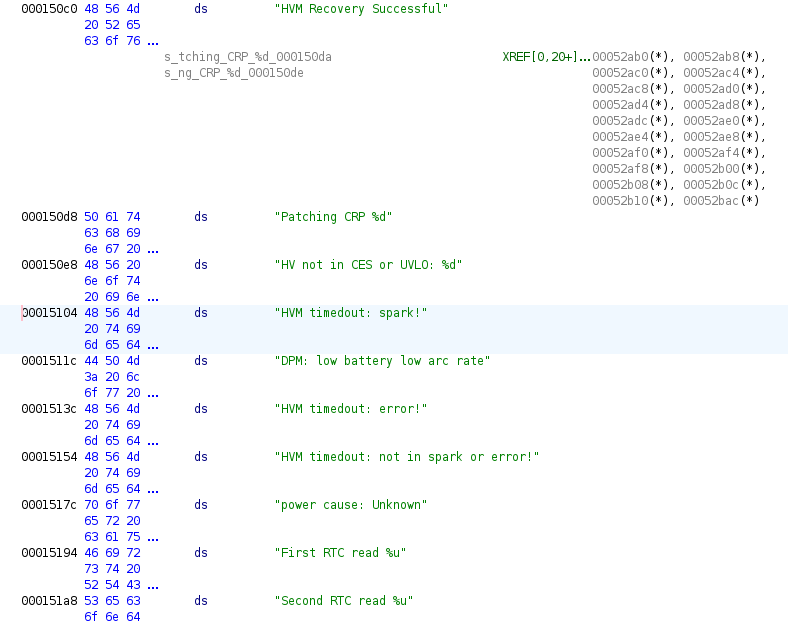 000150c0 48 56 4d ds "HVM Recovery Successful"
20 52 65
63 6f 76 ...
s_tching_CRP_%d_000150da XREF[0,20+]...00052ab0(*), 00052ab8(*),
s_ng_CRP_%d_000150de 00052ac0(*), 00052ac4(*),
00052ac8(*), 00052ad0(*),
00052ad4(*), 00052ad8(*),
00052adc(*), 00052ae0(*),
00052ae4(*), 00052ae8(*),
00052af0(*), 00052af4(*),
00052af8(*), 00052b00(*),
00052b08(*), 00052b0c(*),
00052b10(*), 00052bac(*)
000150d8 50 61 74 ds "Patching CRP %d"
63 68 69
6e 67 20 ...
000150e8 48 56 20 ds "HV not in CES or UVLO: %d"
6e 6f 74
20 69 6e ...
00015104 48 56 4d ds "HVM timedout: spark!"
20 74 69
6d 65 64 ...
0001511c 44 50 4d ds "DPM: low battery low arc rate"
3a 20 6c
6f 77 20 ...
0001513c 48 56 4d ds "HVM timedout: error!"
20 74 69
6d 65 64 ...
00015154 48 56 4d ds "HVM timedout: not in spark or error!"
20 74 69
6d 65 64 ...
0001517c 70 6f 77 ds "power cause: Unknown"
65 72 20
63 61 75 ...
00015194 46 69 72 ds "First RTC read %u"
73 74 20
52 54 43 ...
000151a8 53 65 63 ds "Second RTC read %u"
6f 6e 64